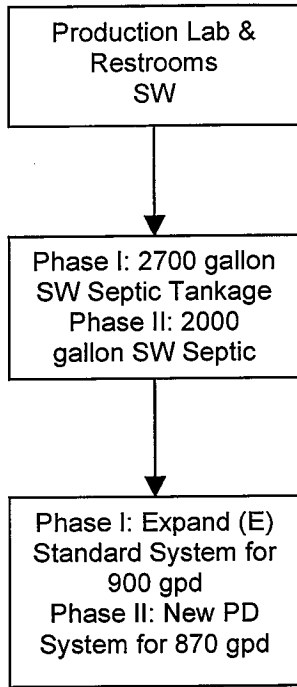 Production Lab &
Restrooms
SW
Phase I: 2700 gallon
SW Septic Tankage
Phase II: 2000
gallon SW Septic
Phase I: Expand (E)
Standard System for
900 gpd
Phase II: New PD
System for 870 gpd